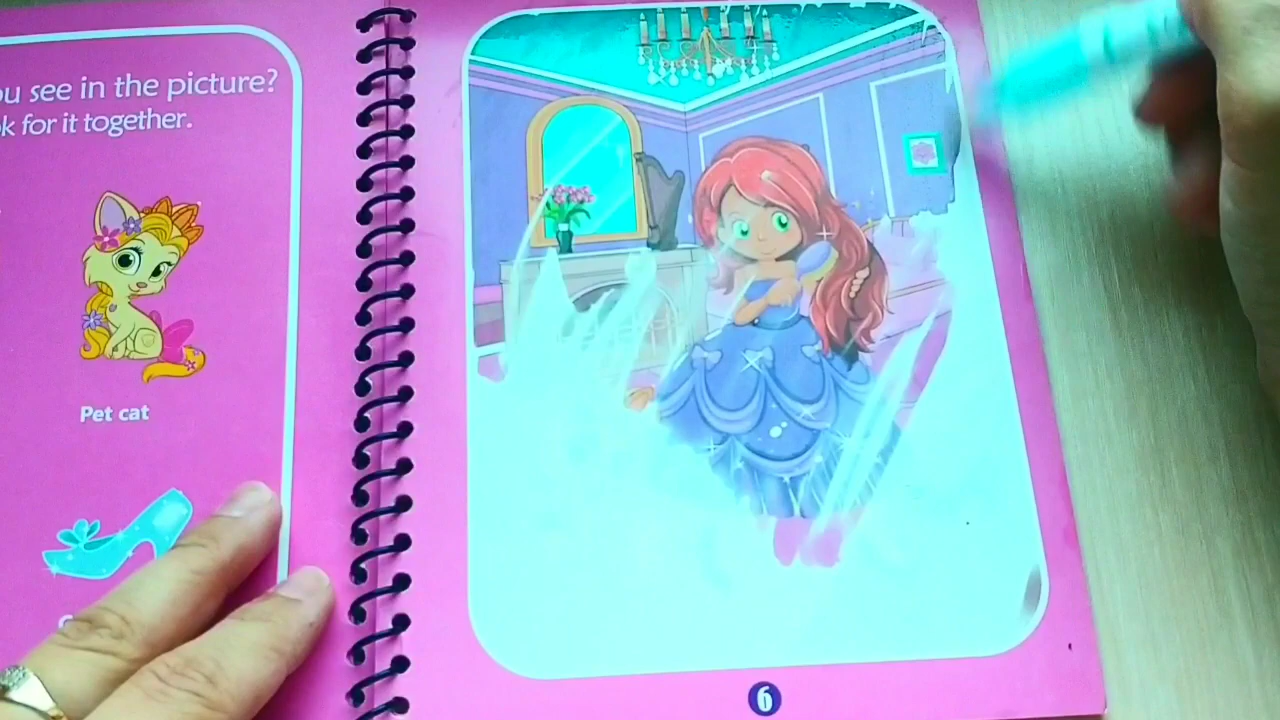 ou see in the picture?
k for it together.
Pet cat
6